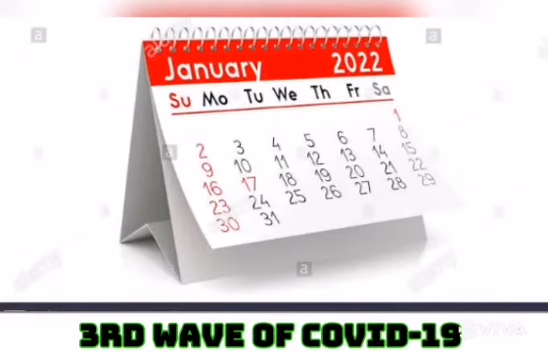 January 2022
Su Mo Tu We Th Fr Sa
1
2 3 4 5 6 7 8
9 10 11 12 13 14 15
16 17 18 19 20 21 22
23 24 25 26 27 28 29
30 31
3RD WAVE OF COVID-19